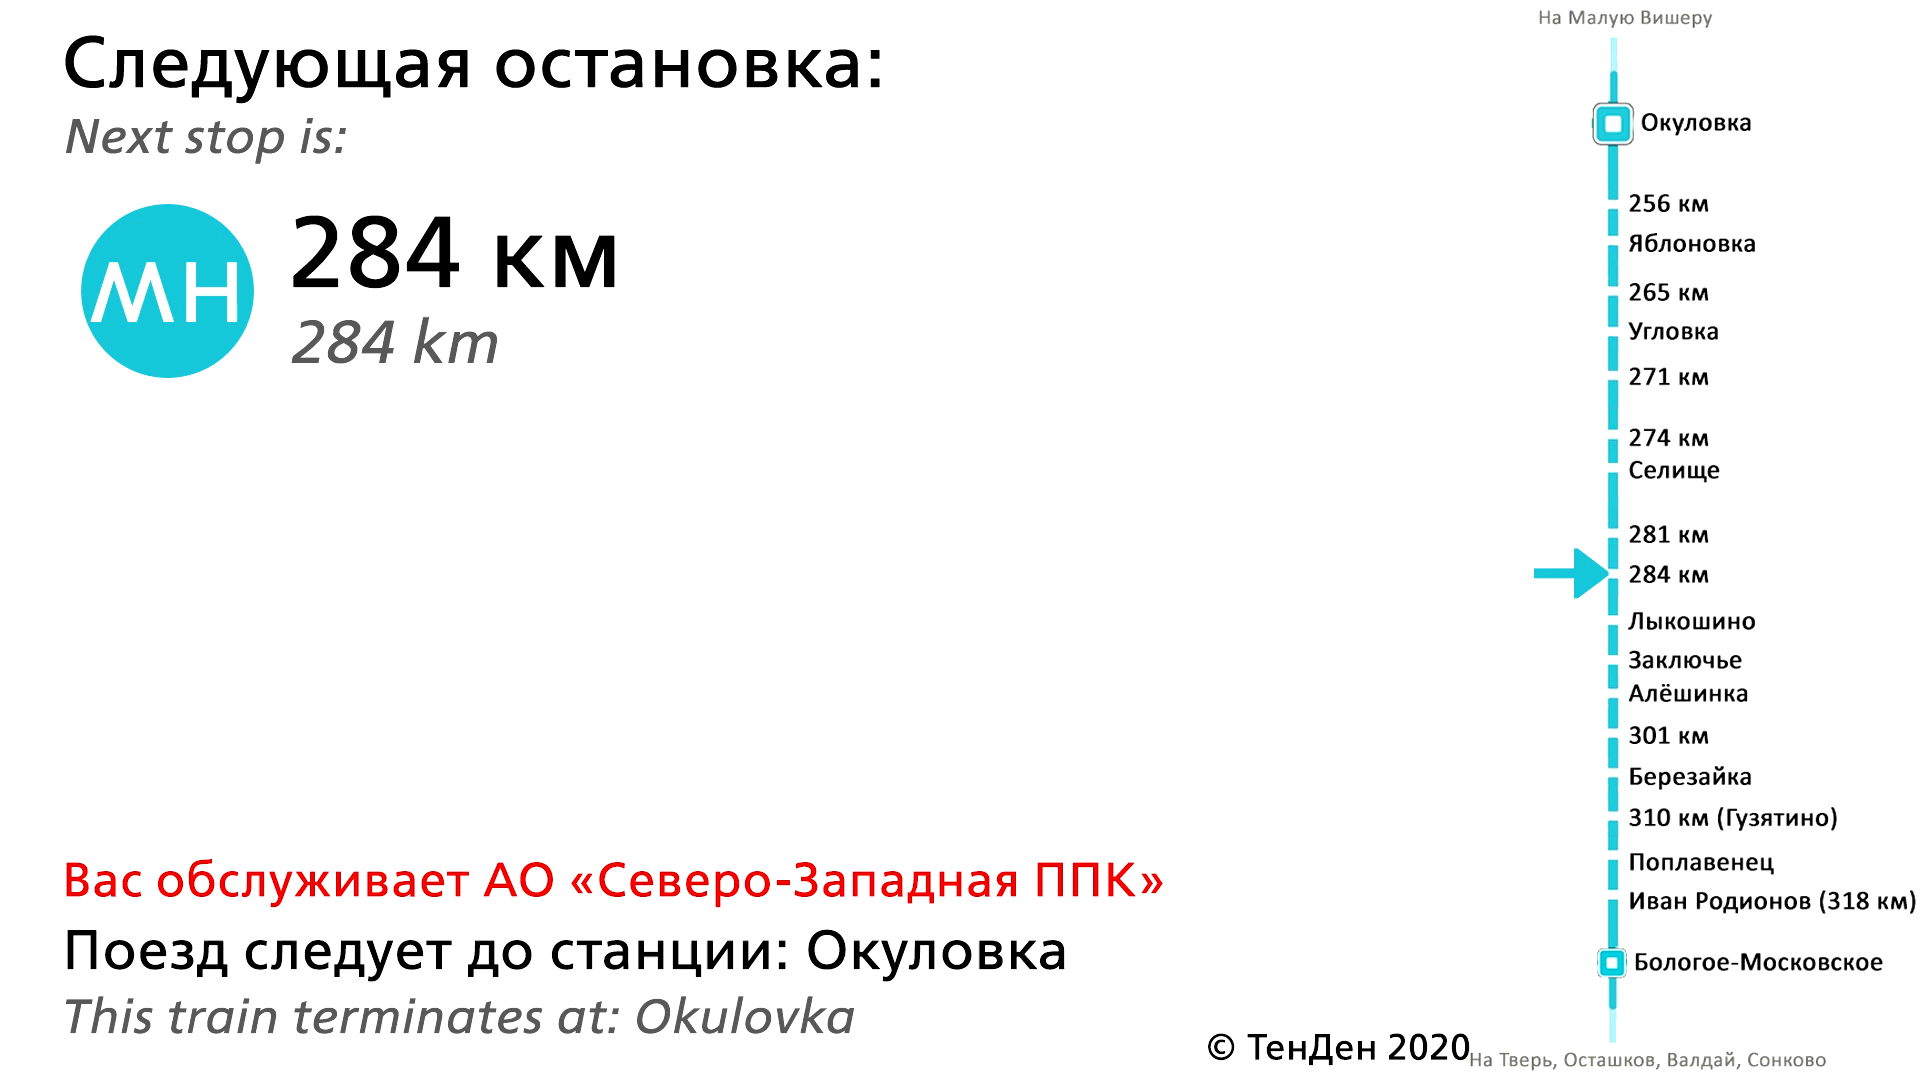 Следующая остановка:
Next stop is:
МН
284 км
284 km
Вас обслуживает АО «Северо-Западная ППК»
Поезд следует до станции: Окуловка
This train terminates at: Okulovka
© ТенДен 2020
На Малую Вишеру
Окуловка
256 км
Яблоновка
265 км
Угловка
271 км
274 км
Селище
281 км
284 км
Лыкошино
Заключье
Алёшинка
301 км
Березайка
310 км (Гузятино)
Поплавенец
Иван Родионов (318 км)
Бологое-Московское
На Тверь, Осташков, Валдай, Сонково